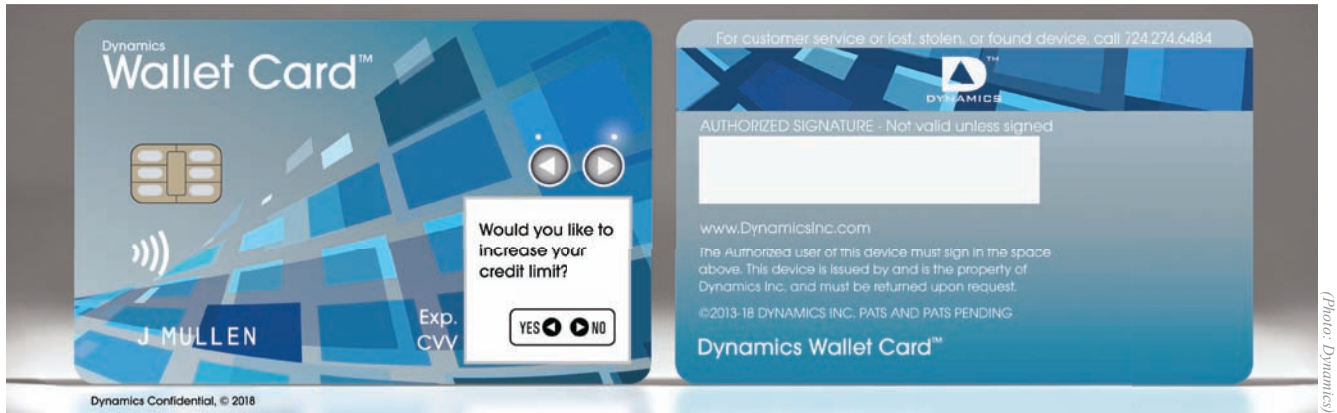 Dynamics
Wallet Card™
Would you like to
increase your
credit limit?
YES NO
Exp.
CVV
J MULLEN
Dynamics Confidential, © 2018
For customer service or lost, stolen, or found device, call 724.274.6484
D™
DYNAMICS
AUTHORIZED SIGNATURE - Not valid unless signed
www.DynamicsInc.com
The Authorized user of this device must sign in the space
above. This device is issued by and is the property of
Dynamics Inc. and must be returned upon request.
©2013-18 DYNAMICS INC. PATS AND PATS PENDING
Dynamics Wallet Card™
(Photo: Dynamics